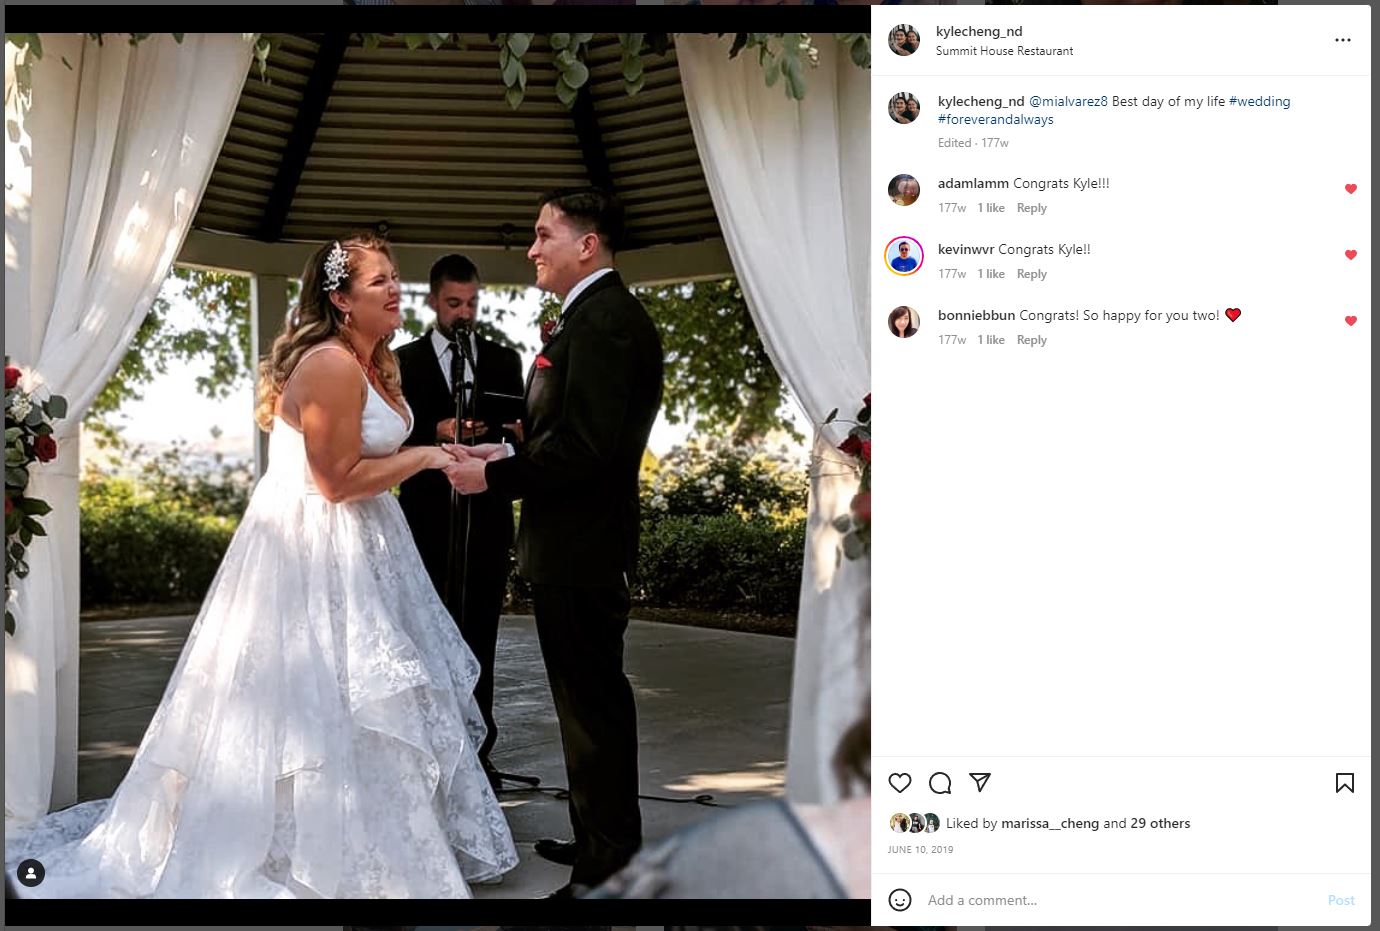 kylecheng_nd
Summit House Restaurant
kylecheng_nd @mialvarez8 Best day of my life #wedding
#foreverandalways
Edited · 177w
adamlamm Congrats Kyle!!!
177w 1 like Reply
kevinwvr Congrats Kyle!!
177w 1 like Reply
bonniebbun Congrats! So happy for you two! ❤️
177w 1 like Reply
Liked by marissa__cheng and 29 others
JUNE 10, 2019
Add a comment...
Post